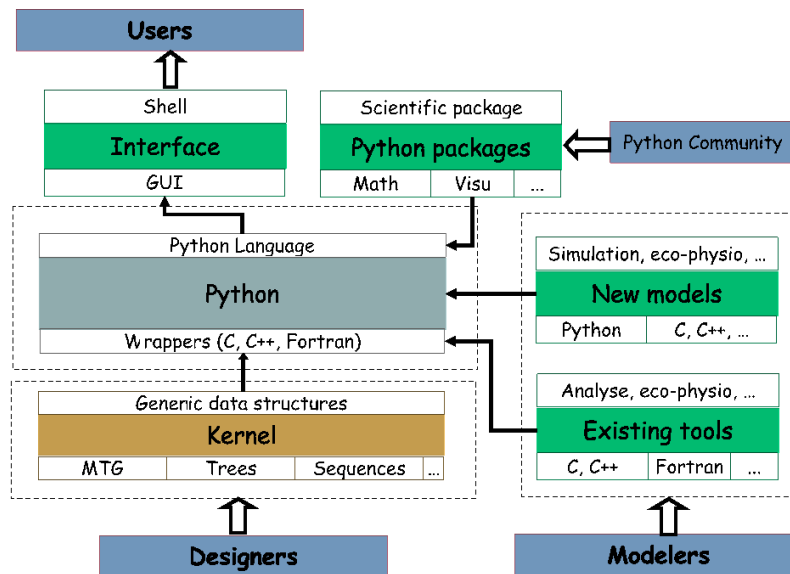 Users
Shell
Interface
GUI
Scientific package
Python packages
Math Visu ...
Python Community
Python Language
Python
Wrappers (C, C++, Fortran)
Simulation, eco-physio, ...
New models
Python C, C++, ...
Generic data structures
Kernel
MTG Trees Sequences ...
Analyse, eco-physio, ...
Existing tools
C, C++ Fortran ...
Designers
Modelers